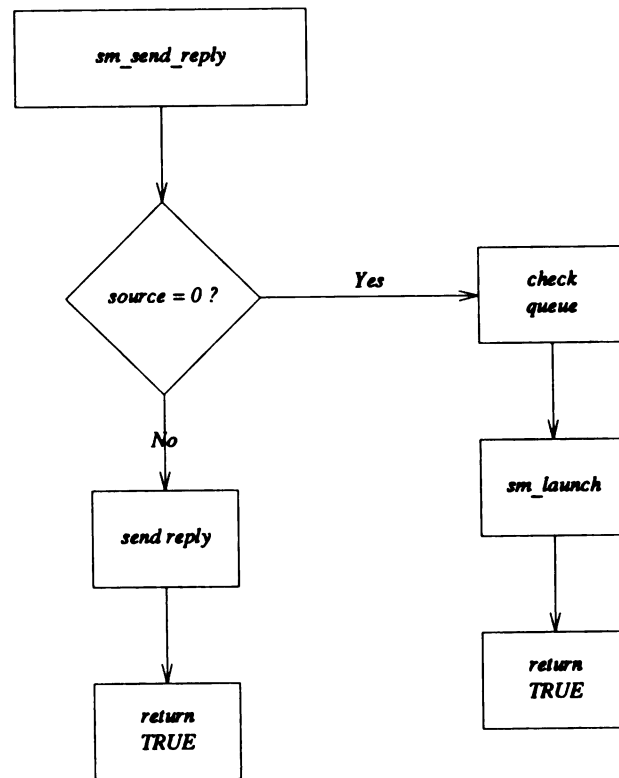 sm_send_reply
source = 0 ?
Yes
check
queue
No
sm_launch
send reply
return
TRUE
return
TRUE